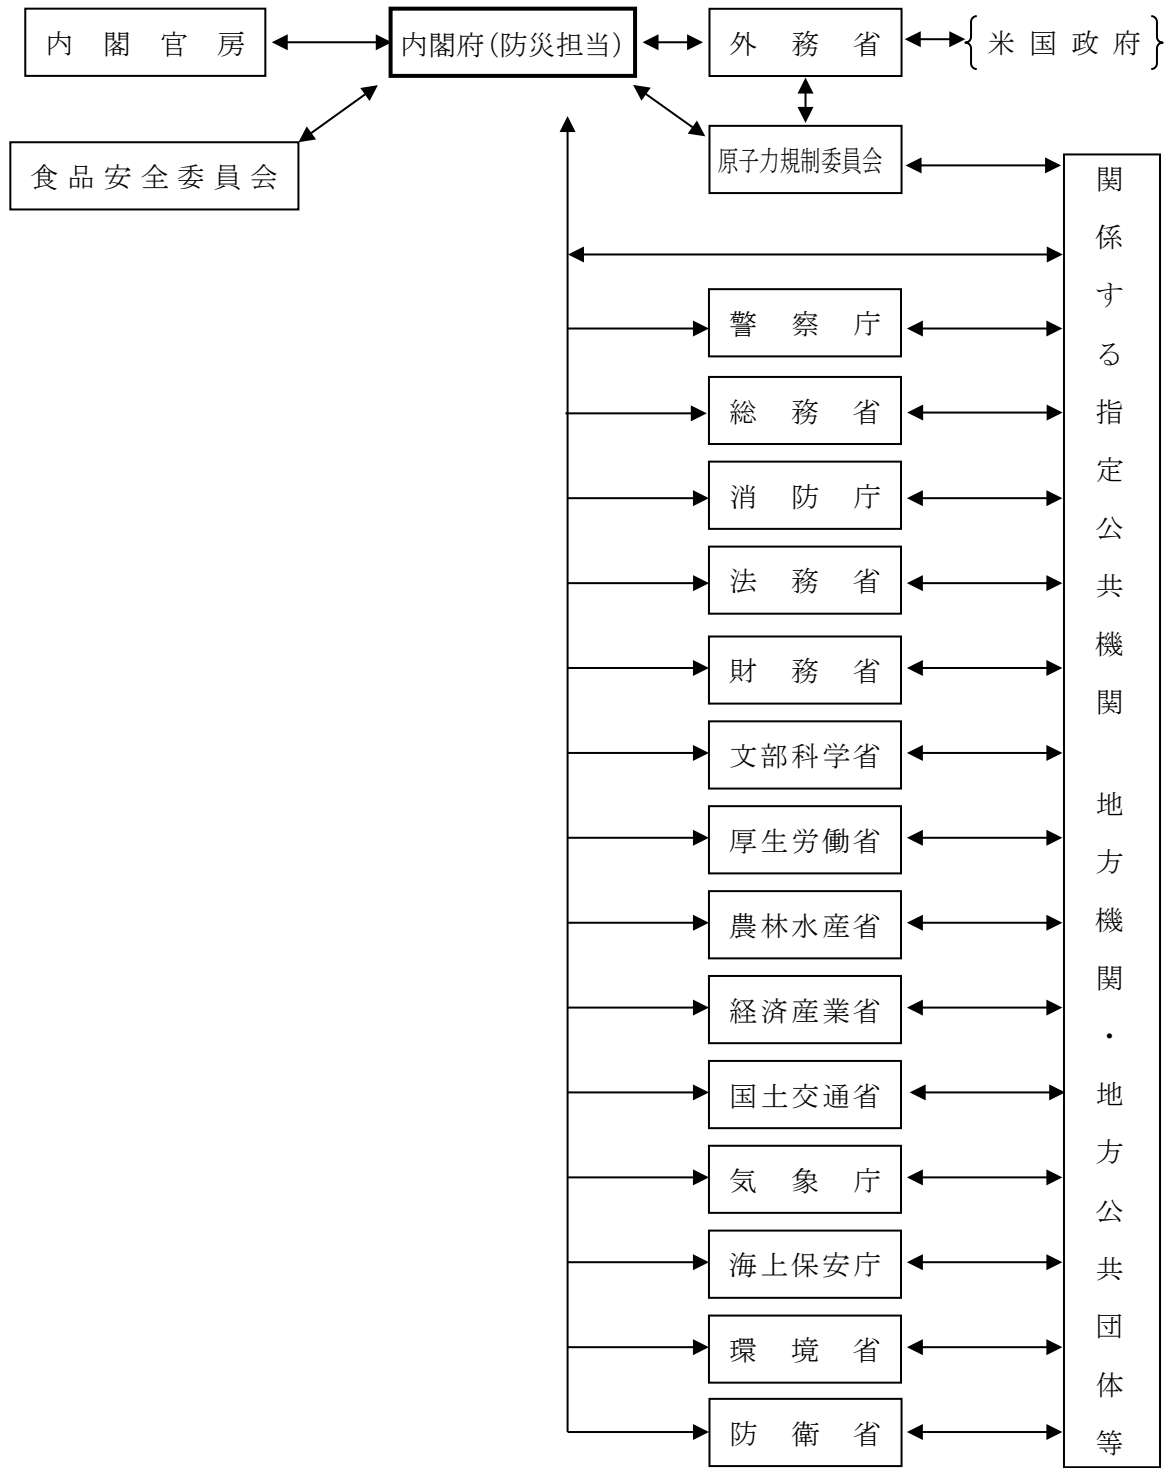 内閣官房
内閣府(防災担当)
外務省
米国政府
食品安全委員会
原子力規制委員会
関係する指定公共機関 地方機関・地方公共団体等
警察庁
総務省
消防庁
法務省
財務省
文部科学省
厚生労働省
農林水産省
経済産業省
国土交通省
気象庁
海上保安庁
環境省
防衛省